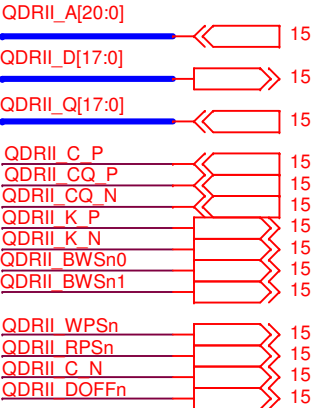 QDRII_A[20:0]
15
QDRII_D[17:0]
15
QDRII_Q[17:0]
15
QDRII_C_P
15
QDRII_CQ_P
15
QDRII_CQ_N
15
QDRII_K_P
15
QDRII_K_N
15
QDRII_BWSn0
15
QDRII_BWSn1
15
QDRII_WPSn
15
QDRII_RPSn
15
QDRII_C_N
15
QDRII_DOFFn
15